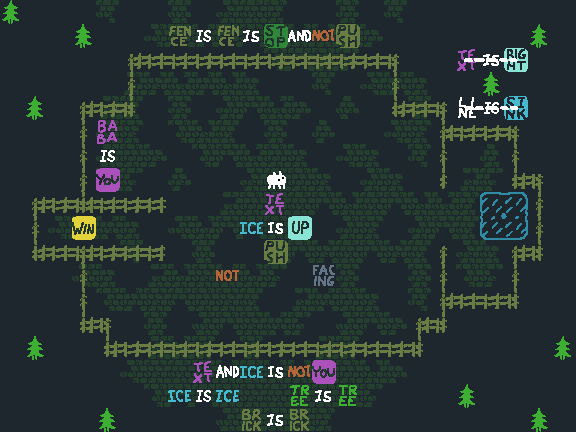 FENCE IS FENCE IS STOP AND NOT PUSH
TEXT IS RIGHT
LINE IS SINK
BABA
IS
YOU
TEXT
WIN
ICE IS UP
PUSH
NOT
FACING
TEXT AND ICE IS NOT YOU
ICE IS ICE
TREE IS TREE
BRICK IS BRICK